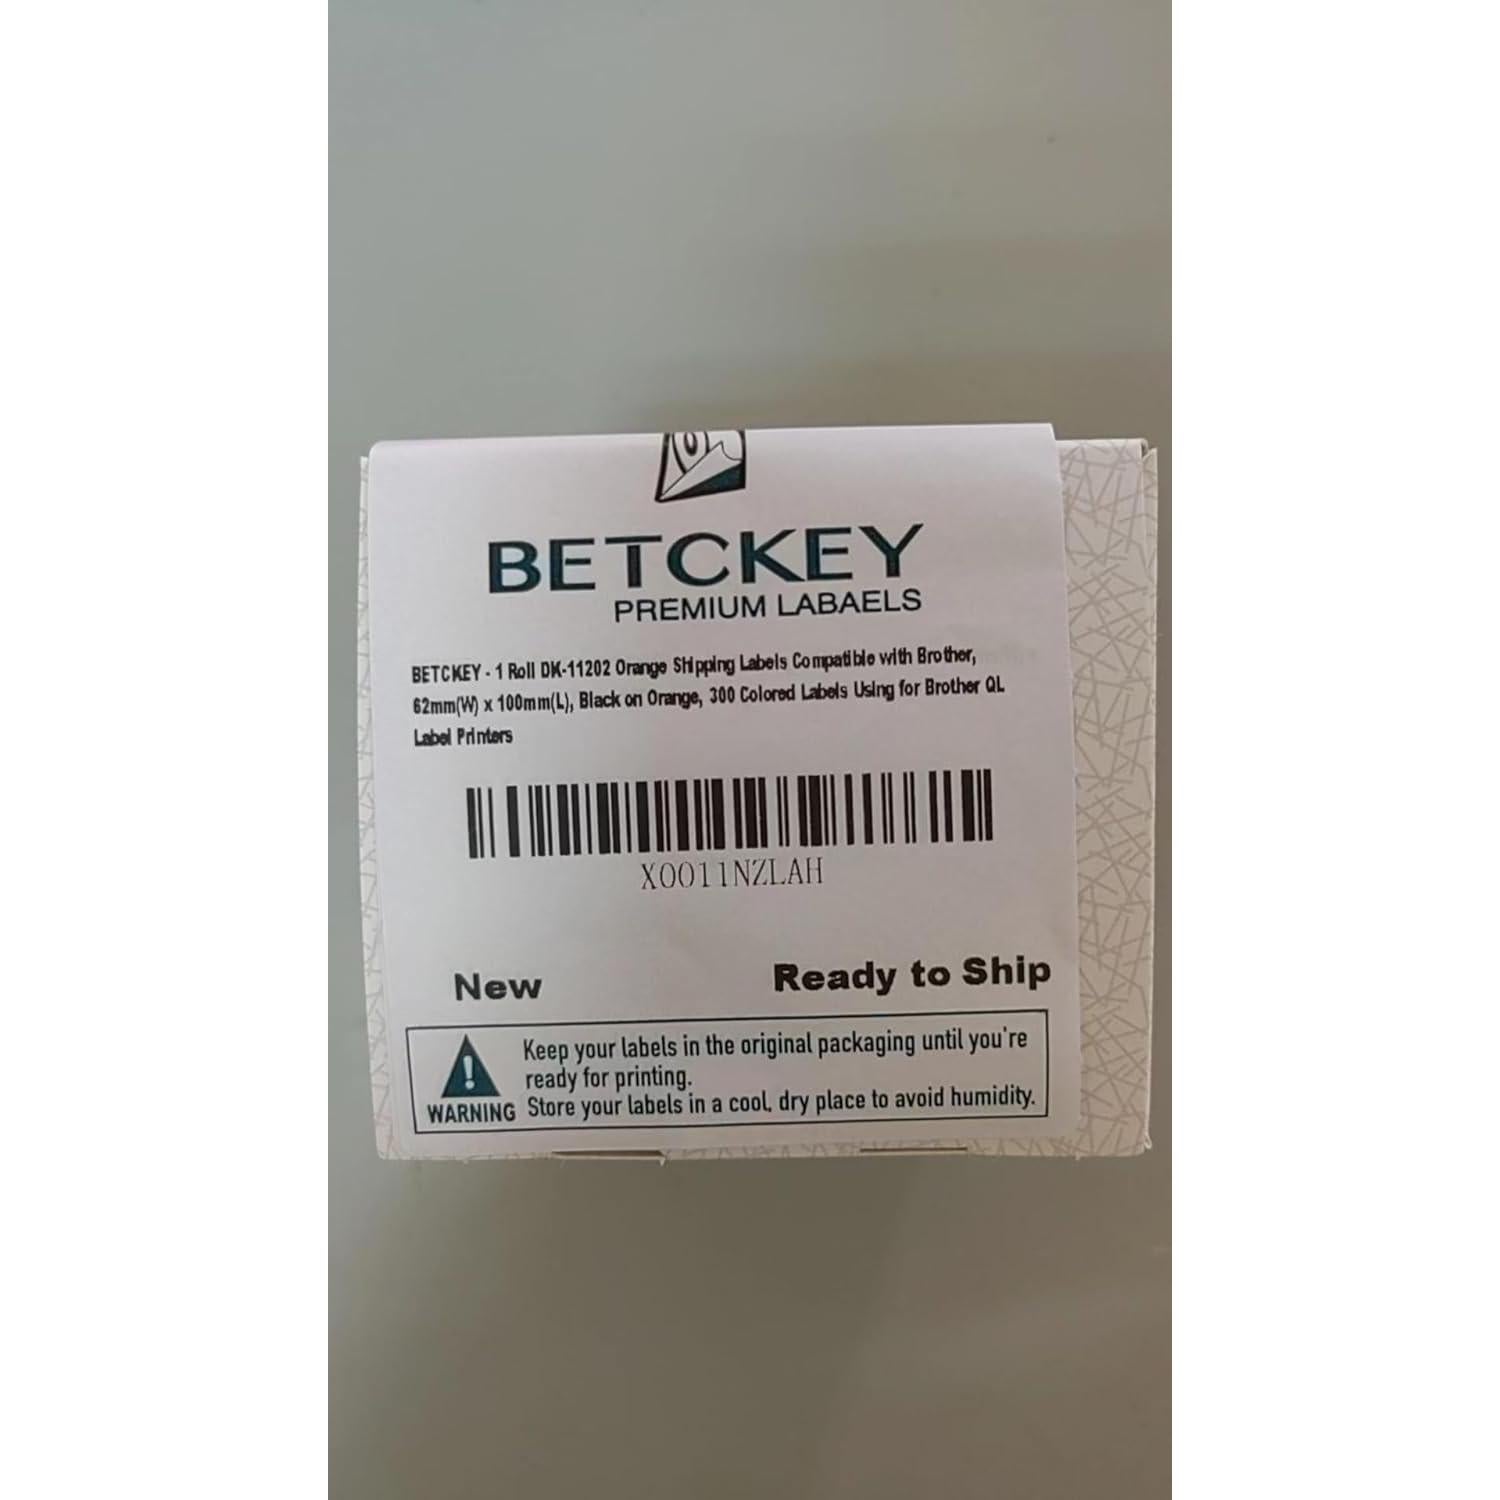 BETCKEY
PREMIUM LABAELS
BETCKEY - 1 Roll DK-11202 Orange Shipping Labels Compatible with Brother,
62mm(W) x 100mm(L), Black on Orange, 300 Colored Labels Using for Brother QL
Label Printers
X0011NZLAH
New Ready to Ship
Keep your labels in the original packaging until you're
ready for printing.
WARNING Store your labels in a cool, dry place to avoid humidity.